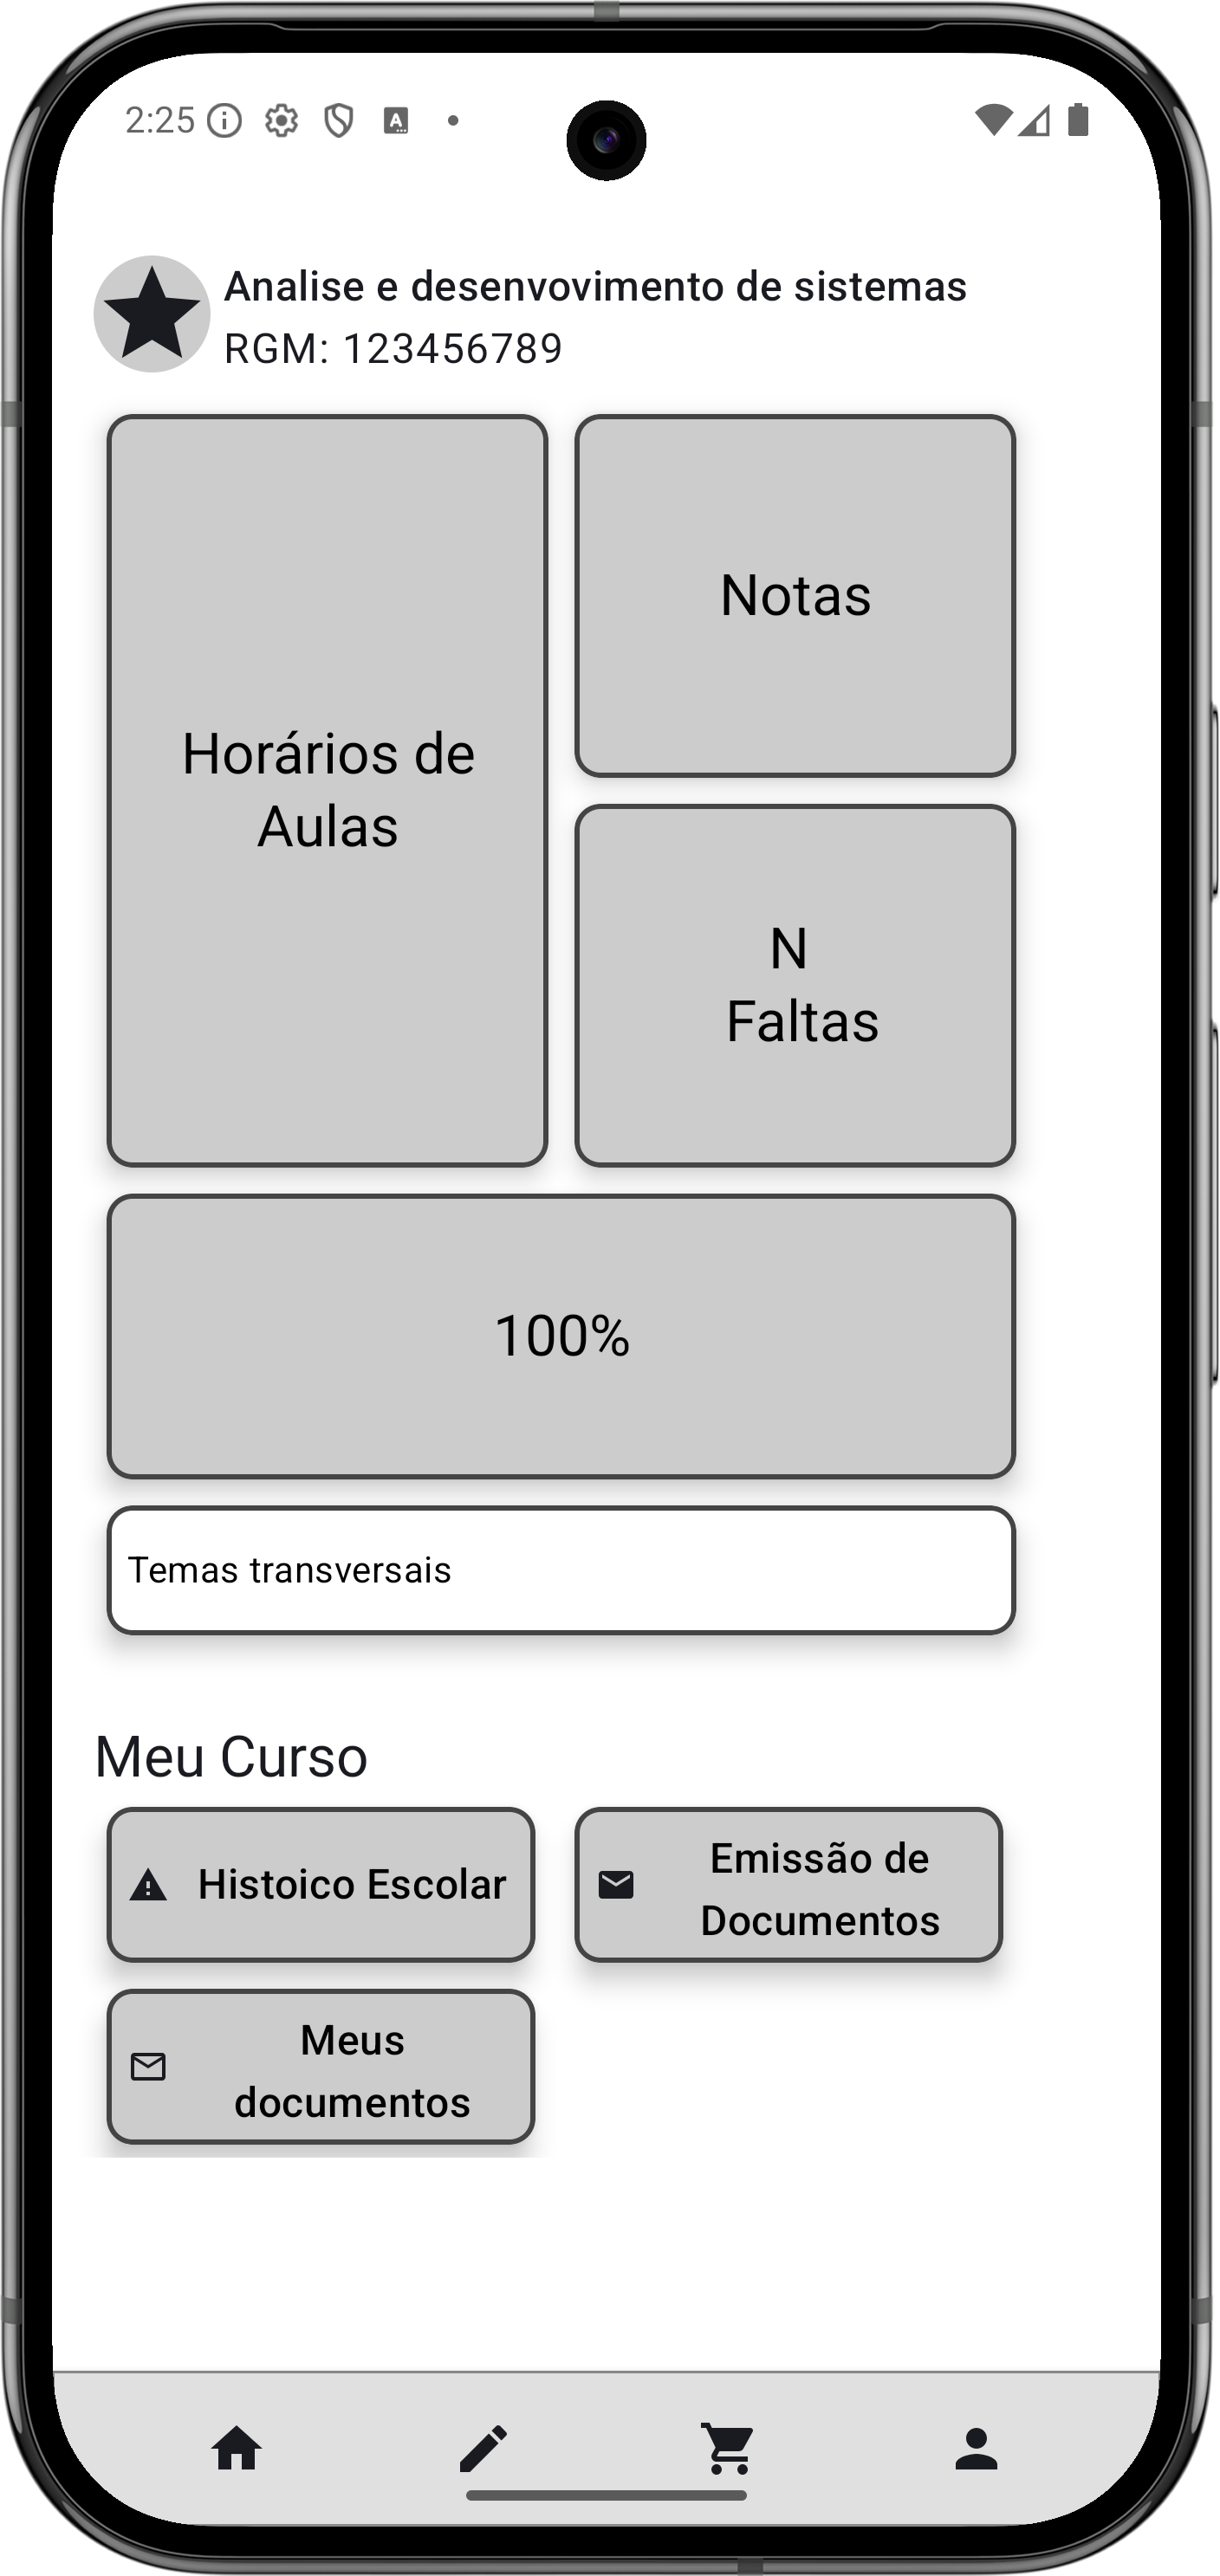 2:25
Analise e desenvovimento de sistemas
RGM: 123456789
Horários de
Aulas
Notas
N
Faltas
100%
Temas transversais
Meu Curso
Histoico Escolar
Emissão de
Documentos
Meus
documentos